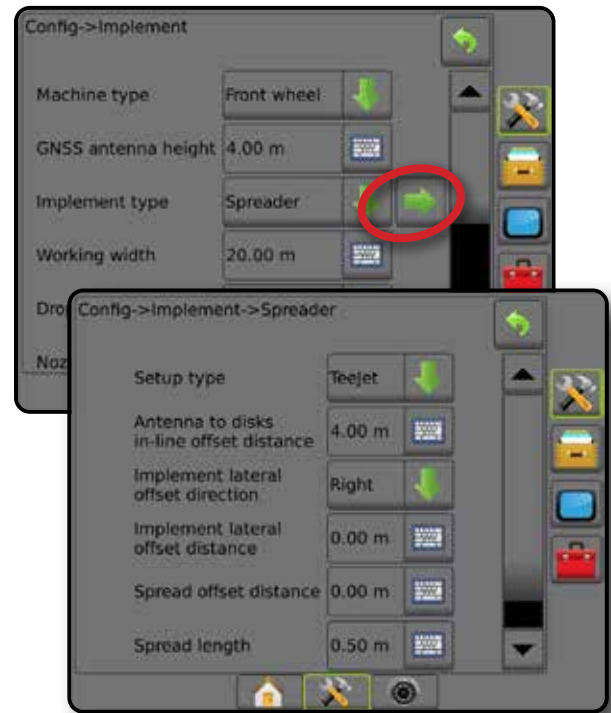 Config->Implement
Machine type Front wheel
GNSS antenna height 4.00 m
Implement type Spreader
Working width 20.00 m
Dro
Noz
Config->Implement->Spreader
Setup type Teejet
Antenna to disks
in-line offset distance 4.00 m
Implement lateral
offset direction Right
Implement lateral
offset distance 0.00 m
Spread offset distance 0.00 m
Spread length 0.50 m